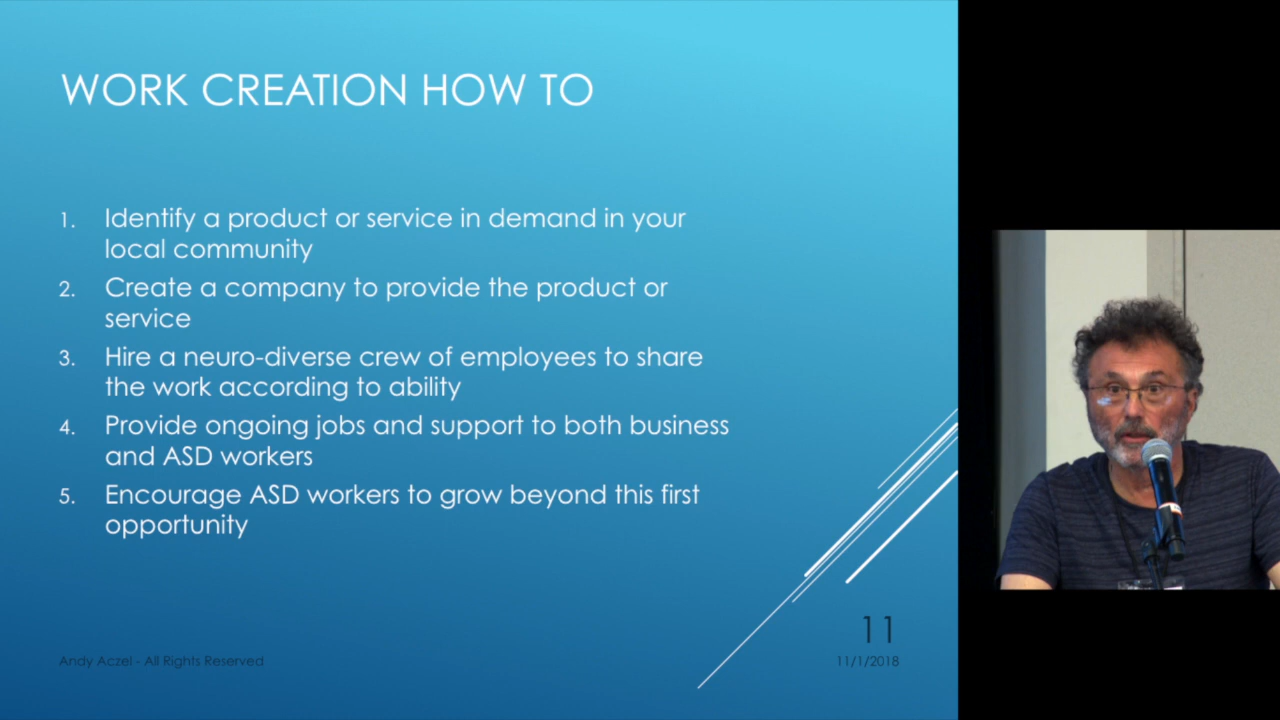 WORK CREATION HOW TO
1. Identify a product or service in demand in your
local community
2. Create a company to provide the product or
service
3. Hire a neuro-diverse crew of employees to share
the work according to ability
4. Provide ongoing jobs and support to both business
and ASD workers
5. Encourage ASD workers to grow beyond this first
opportunity
11
Andy Aczel - All Rights Reserved
11/1/2018